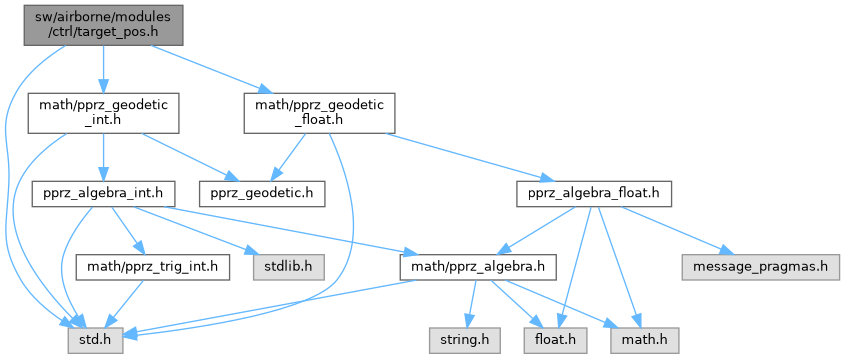 sw/airborne/modules
/ctrl/target_pos.h
math/pprz_geodetic
_int.h
math/pprz_geodetic
_float.h
pprz_algebra_int.h
pprz_geodetic.h
pprz_algebra_float.h
math/pprz_trig_int.h
stdlib.h
math/pprz_algebra.h
message_pragmas.h
std.h
string.h
float.h
math.h